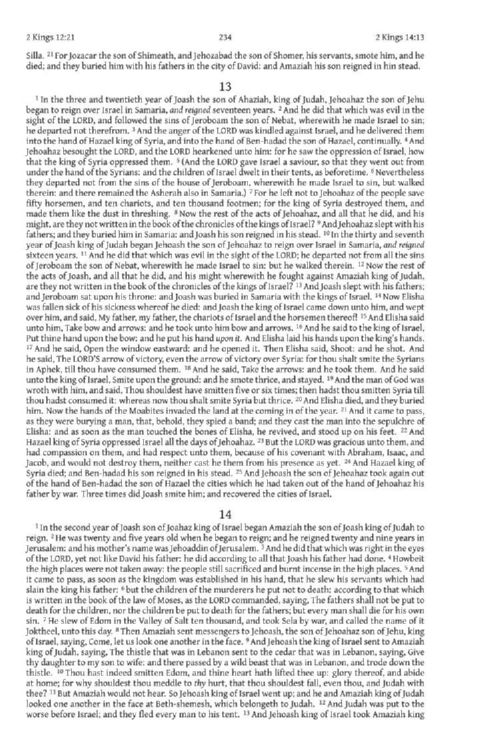 2 Kings 12:21 234 2 Kings 14:13
Silla. 21 For Jozacar the son of Shimeath, and Jehozabad the son of Shomer, his servants, smote him, and he
died; and they buried him with his fathers in the city of David: and Amaziah his son reigned in his stead.
13
1 In the three and twentieth year of Joash the son of Ahaziah, king of Judah, Jehoahaz the son of Jehu
began to reign over Israel in Samaria, and reigned seventeen years. 2 And he did that which was evil in the
sight of the LORD, and followed the sins of Jeroboam the son of Nebat, wherewith he made Israel to sin;
he departed not therefrom. 3 And the anger of the LORD was kindled against Israel, and he delivered them
into the hand of Hazael king of Syria, and into the hand of Ben-hadad the son of Hazael, continually. 4 And
Jehoahaz besought the LORD, and the LORD hearkened unto him: for he saw the oppression of Israel, how
that the king of Syria oppressed them. 5 (And the LORD gave Israel a saviour, so that they went out from
under the hand of the Syrians: and the children of Israel dwelt in their tents, as beforetime. 6 Nevertheless
they departed not from the sins of the house of Jeroboam, wherewith he made Israel to sin, but walked
therein: and there remained the Asherah also in Samaria.) 7 For he left not to Jehoahaz of the people save
fifty horsemen, and ten chariots, and ten thousand footmen; for the king of Syria destroyed them, and
made them like the dust in threshing. 8 Now the rest of the acts of Jehoahaz, and all that he did, and his
might, are they not written in the book of the chronicles of the kings of Israel? 9 And Jehoahaz slept with his
fathers; and they buried him in Samaria: and Joash his son reigned in his stead. 10 In the thirty and seventh
year of Joash king of Judah began Jehoash the son of Jehoahaz to reign over Israel in Samaria, and reigned
sixteen years. 11 And he did that which was evil in the sight of the LORD; he departed not from all the sins
of Jeroboam the son of Nebat, wherewith he made Israel to sin: but he walked therein. 12 Now the rest of
the acts of Joash, and all that he did, and his might wherewith he fought against Amaziah king of Judah,
are they not written in the book of the chronicles of the kings of Israel? 13 And Joash slept with his fathers;
and Jeroboam sat upon his throne: and Joash was buried in Samaria with the kings of Israel. 14 Now Elisha
was fallen sick of his sickness whereof he died: and Joash the king of Israel came down unto him, and wept
over him, and said, My father, my father, the chariots of Israel and the horsemen thereof! 15 And Elisha said
unto him, Take bow and arrows: and he took unto him bow and arrows. 16 And he said to the king of Israel,
Put thine hand upon the bow: and he put his hand upon it. And Elisha laid his hands upon the king's hands.
17 And he said, Open the window eastward: and he opened it. Then Elisha said, Shoot: and he shot. And
he said, The LORD'S arrow of victory, even the arrow of victory over Syria: for thou shalt smite the Syrians
in Aphek, till thou have consumed them. 18 And he said, Take the arrows: and he took them. And he said
unto the king of Israel, Smite upon the ground: and he smote thrice, and stayed. 19 And the man of God was
wroth with him, and said, Thou shouldest have smitten five or six times; then hadst thou smitten Syria till
thou hadst consumed it: whereas now thou shalt smite Syria but thrice. 20 And Elisha died, and they buried
him. Now the hands of the Moabites invaded the land at the coming in of the year. 21 And it came to pass,
as they were burying a man, that, behold, they spied a band; and they cast the man into the sepulchre of
Elisha: and as soon as the man touched the bones of Elisha, he revived, and stood up on his feet. 22 And
Hazael king of Syria oppressed Israel all the days of Jehoahaz. 23 But the LORD was gracious unto them, and
had compassion on them, and had respect unto them, because of his covenant with Abraham, Isaac, and
Jacob, and would not destroy them, neither cast he them from his presence as yet. 24 And Hazael king of
Syria died; and Ben-hadad his son reigned in his stead. 25 And Jehoash the son of Jehoahaz took again out
of the hand of Ben-hadad the son of Hazael the cities which he had taken out of the hand of Jehoahaz his
father by war. Three times did Joash smite him; and recovered the cities of Israel.
14
1 In the second year of Joash son of Joahaz king of Israel began Amaziah the son of Joash king of Judah to
reign. 2 He was twenty and five years old when he began to reign; and he reigned twenty and nine years in
Jerusalem: and his mother's name was Jehoaddin of Jerusalem. 3 And he did that which was right in the eyes
of the LORD, yet not like David his father: he did according to all that Joash his father had done. 4 Howbeit
the high places were not taken away: the people still sacrificed and burnt incense in the high places. 5 And
it came to pass, as soon as the kingdom was established in his hand, that he slew his servants which had
slain the king his father: 6 but the children of the murderers he put not to death: according to that which
is written in the book of the law of Moses, as the LORD commanded, saying, The fathers shall not be put to
death for the children, nor the children be put to death for the fathers; but every man shall die for his own
sin. 7 He slew of Edom in the Valley of Salt ten thousand, and took Sela by war, and called the name of it
Joktheel, unto this day. 8 Then Amaziah sent messengers to Jehoash, the son of Jehoahaz son of Jehu, king
of Israel, saying, Come, let us look one another in the face. 9 And Jehoash the king of Israel sent to Amaziah
king of Judah, saying, The thistle that was in Lebanon sent to the cedar that was in Lebanon, saying, Give
thy daughter to my son to wife: and there passed by a wild beast that was in Lebanon, and trode down the
thistle. 10 Thou hast indeed smitten Edom, and thine heart hath lifted thee up: glory thereof, and abide
at home; for why shouldest thou meddle to thy hurt, that thou shouldest fall, even thou, and Judah with
thee? 11 But Amaziah would not hear. So Jehoash king of Israel went up; and he and Amaziah king of Judah
looked one another in the face at Beth-shemesh, which belongeth to Judah. 12 And Judah was put to the
worse before Israel; and they fled every man to his tent. 13 And Jehoash king of Israel took Amaziah king